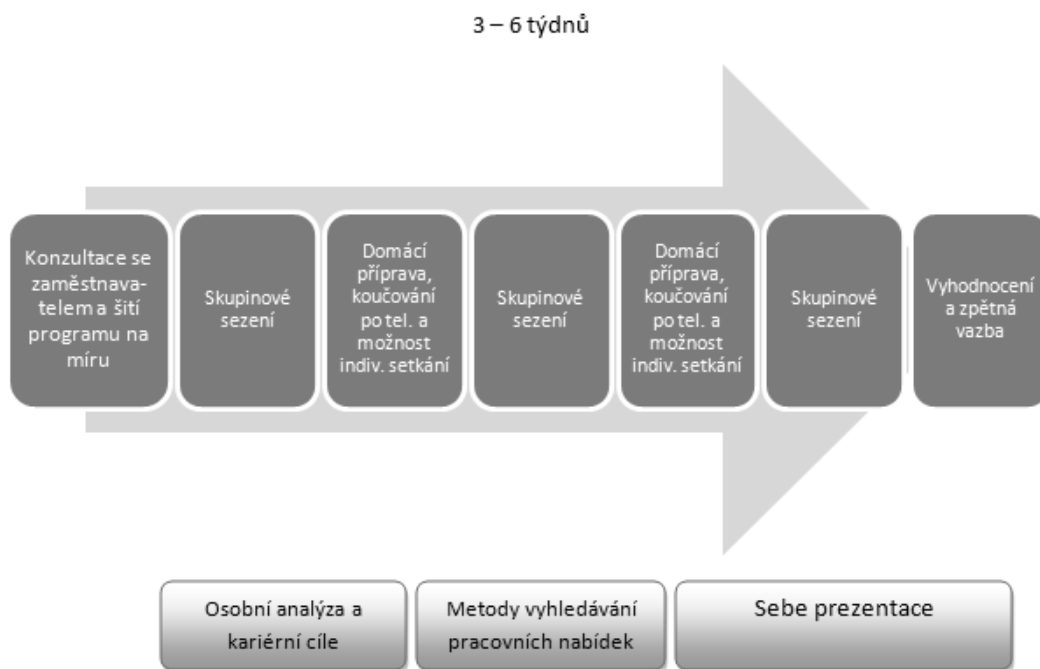 3 – 6 týdnů
Konzultace se
zaměstnava-
telem a šití
programu na
míru
Skupinové
sezení
Domácí
příprava,
koučování
po tel. a
možnost
indiv. setkání
Skupinové
sezení
Domácí
příprava,
koučování
po tel. a
možnost
indiv. setkání
Skupinové
sezení
Vyhodnocení
a zpětná
vazba
Osobní analýza a
kariérní cíle
Metody vyhledávání
pracovních nabídek
Sebe prezentace